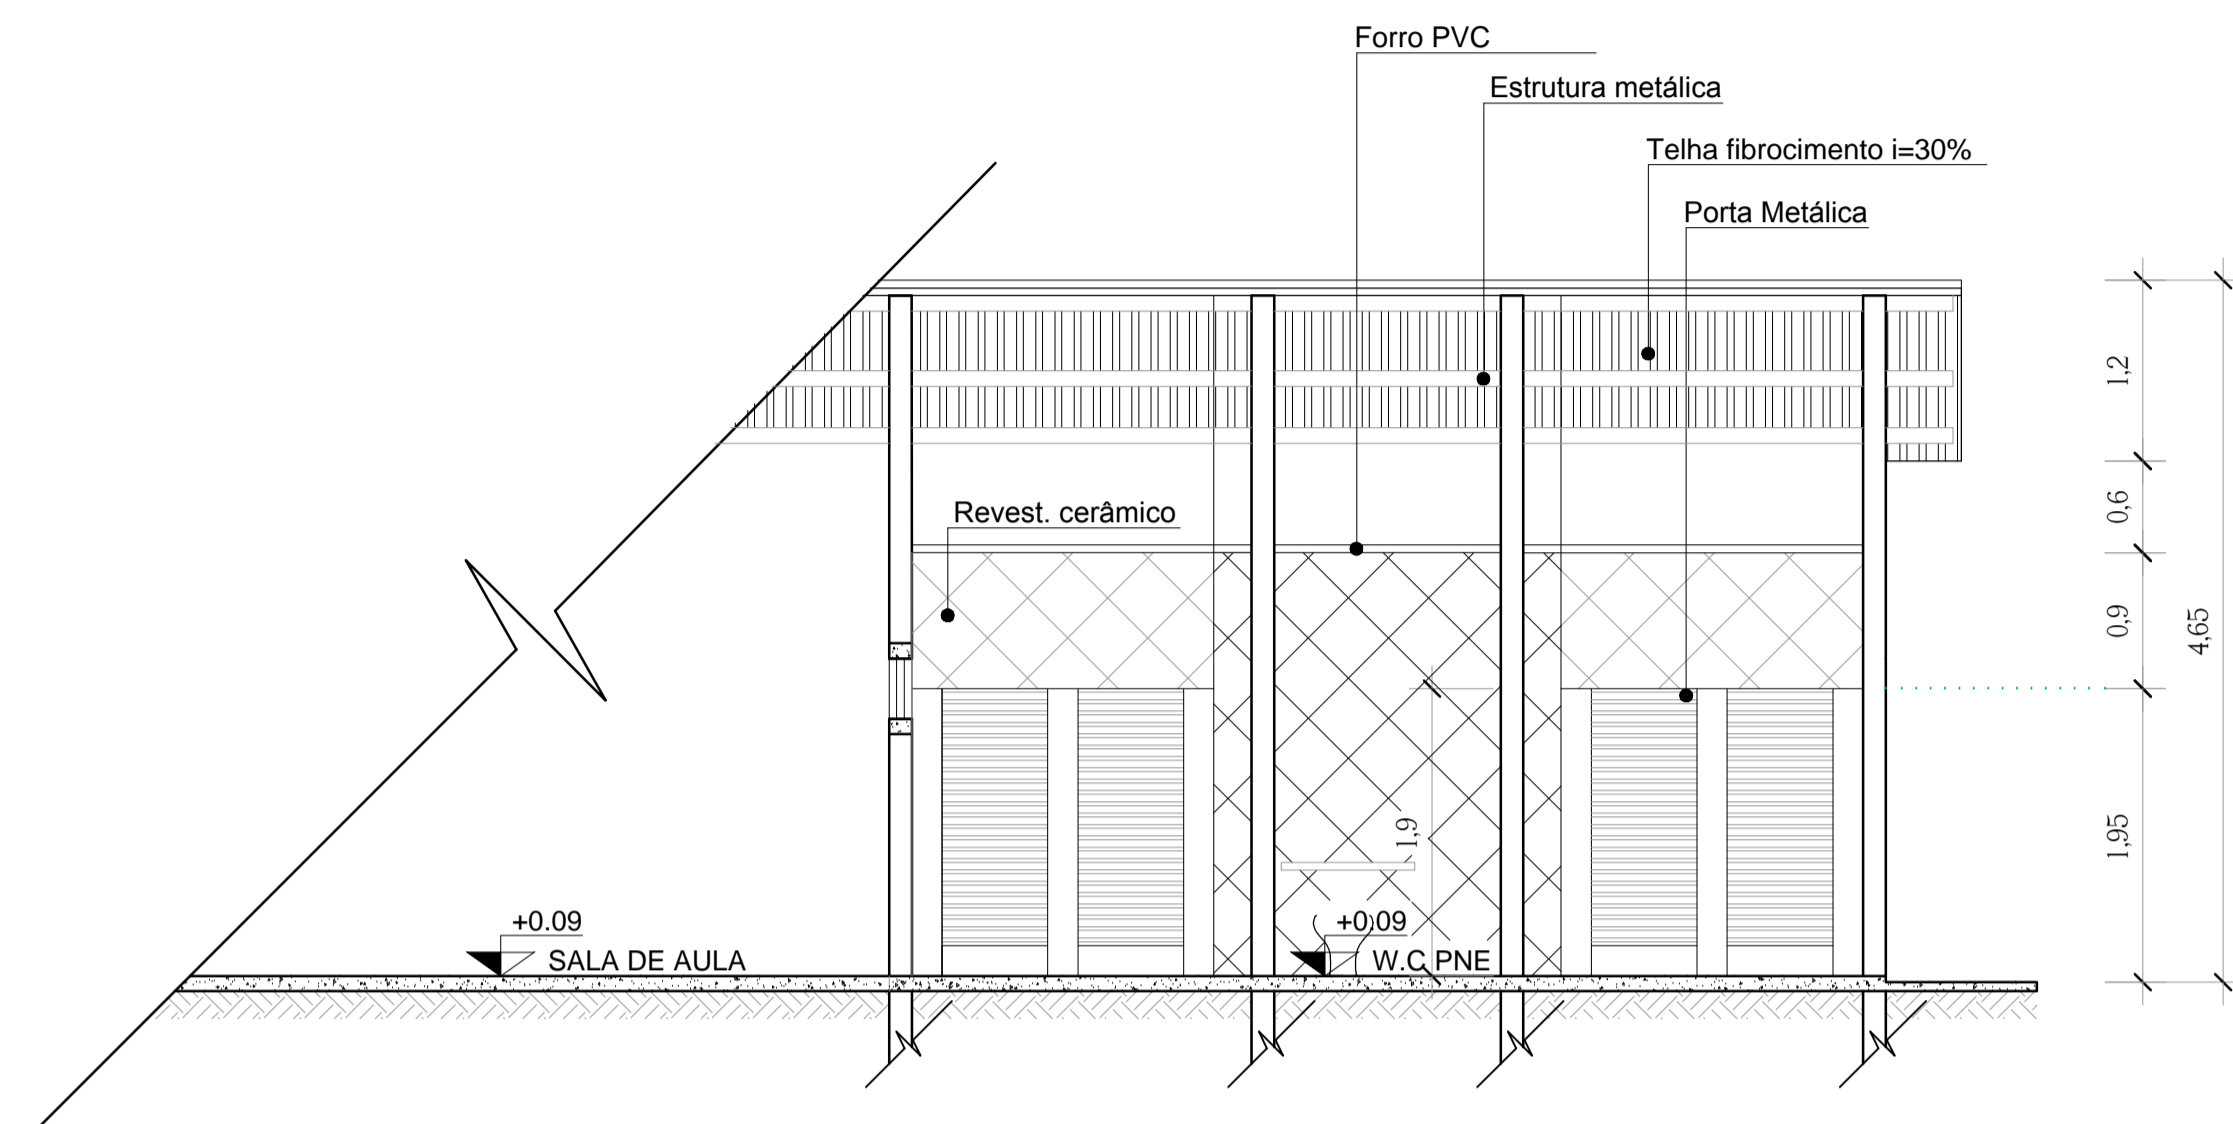 Forro PVC
Estrutura metálica
Telha fibrocimento i=30%
Porta Metálica
1,2
Revest. cerâmico
0,6
0,9
4,65
1,9
1,95
+0.09
SALA DE AULA
+0.09
W.C PNE